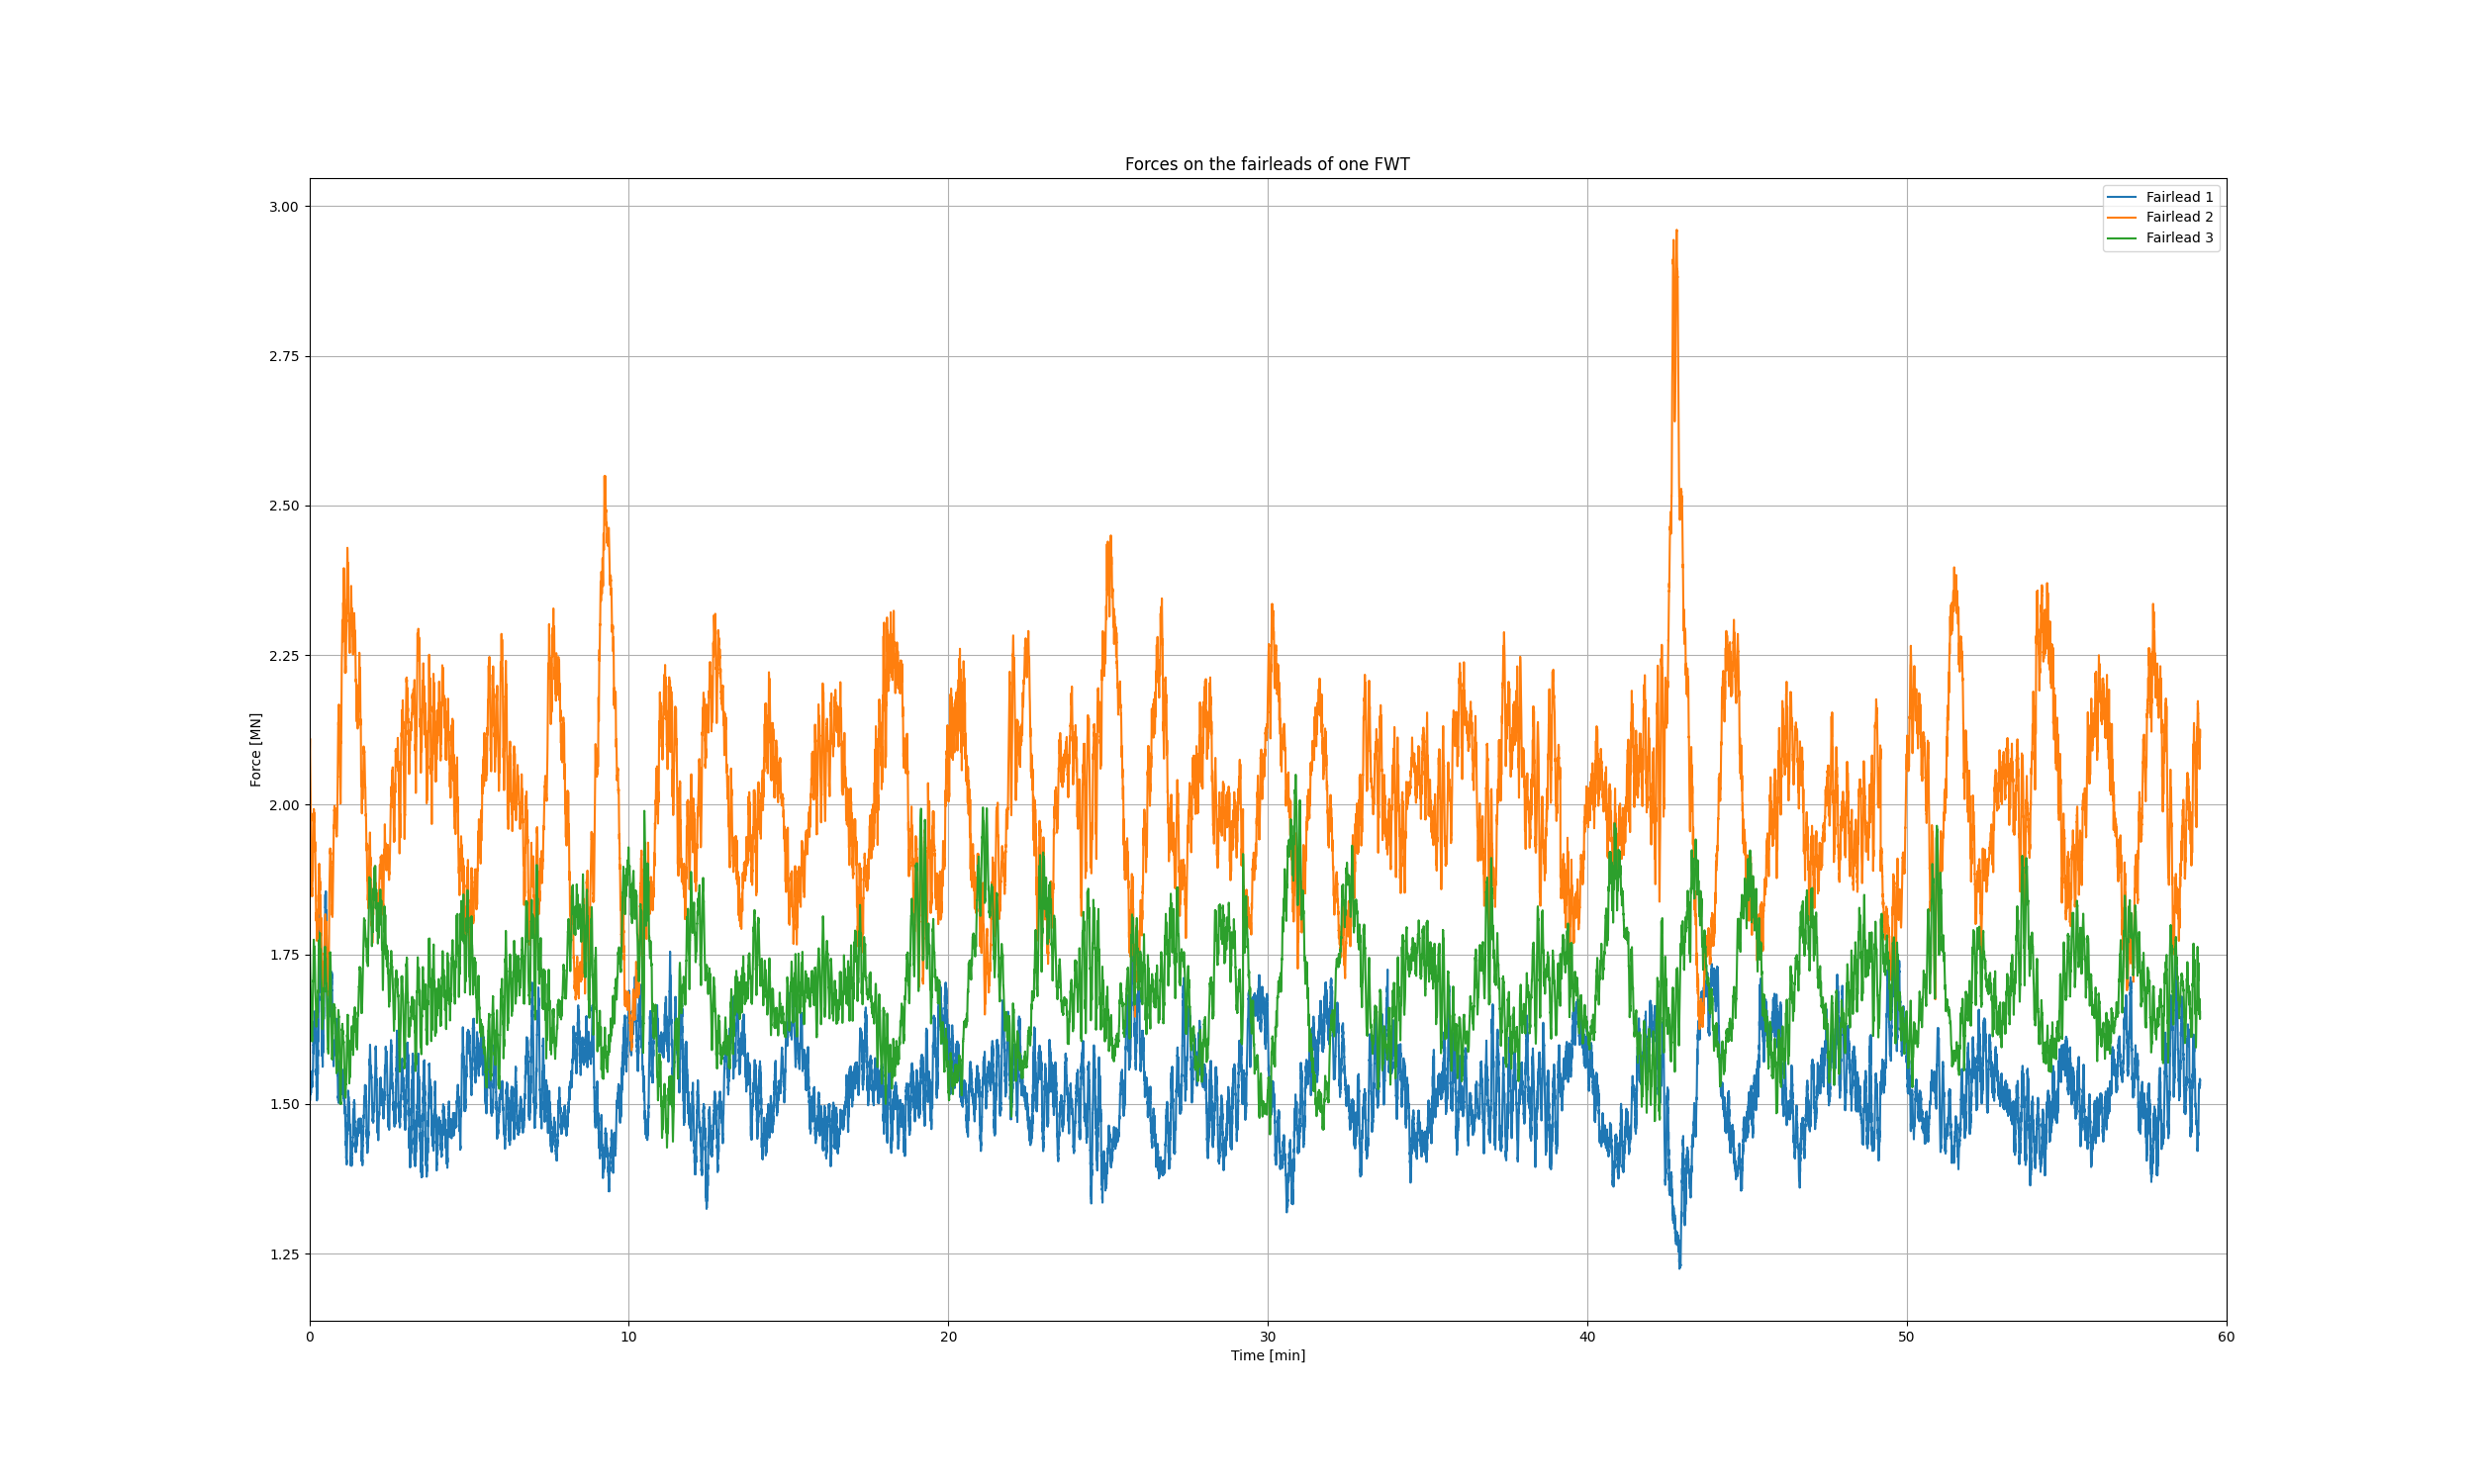 Forces on the fairleads of one FWT
Fairlead 1
Fairlead 2
Fairlead 3
3.00
2.75
2.50
2.25
2.00
1.75
1.50
1.25
Force [MN]
0 10 20 30 40 50 60
Time [min]